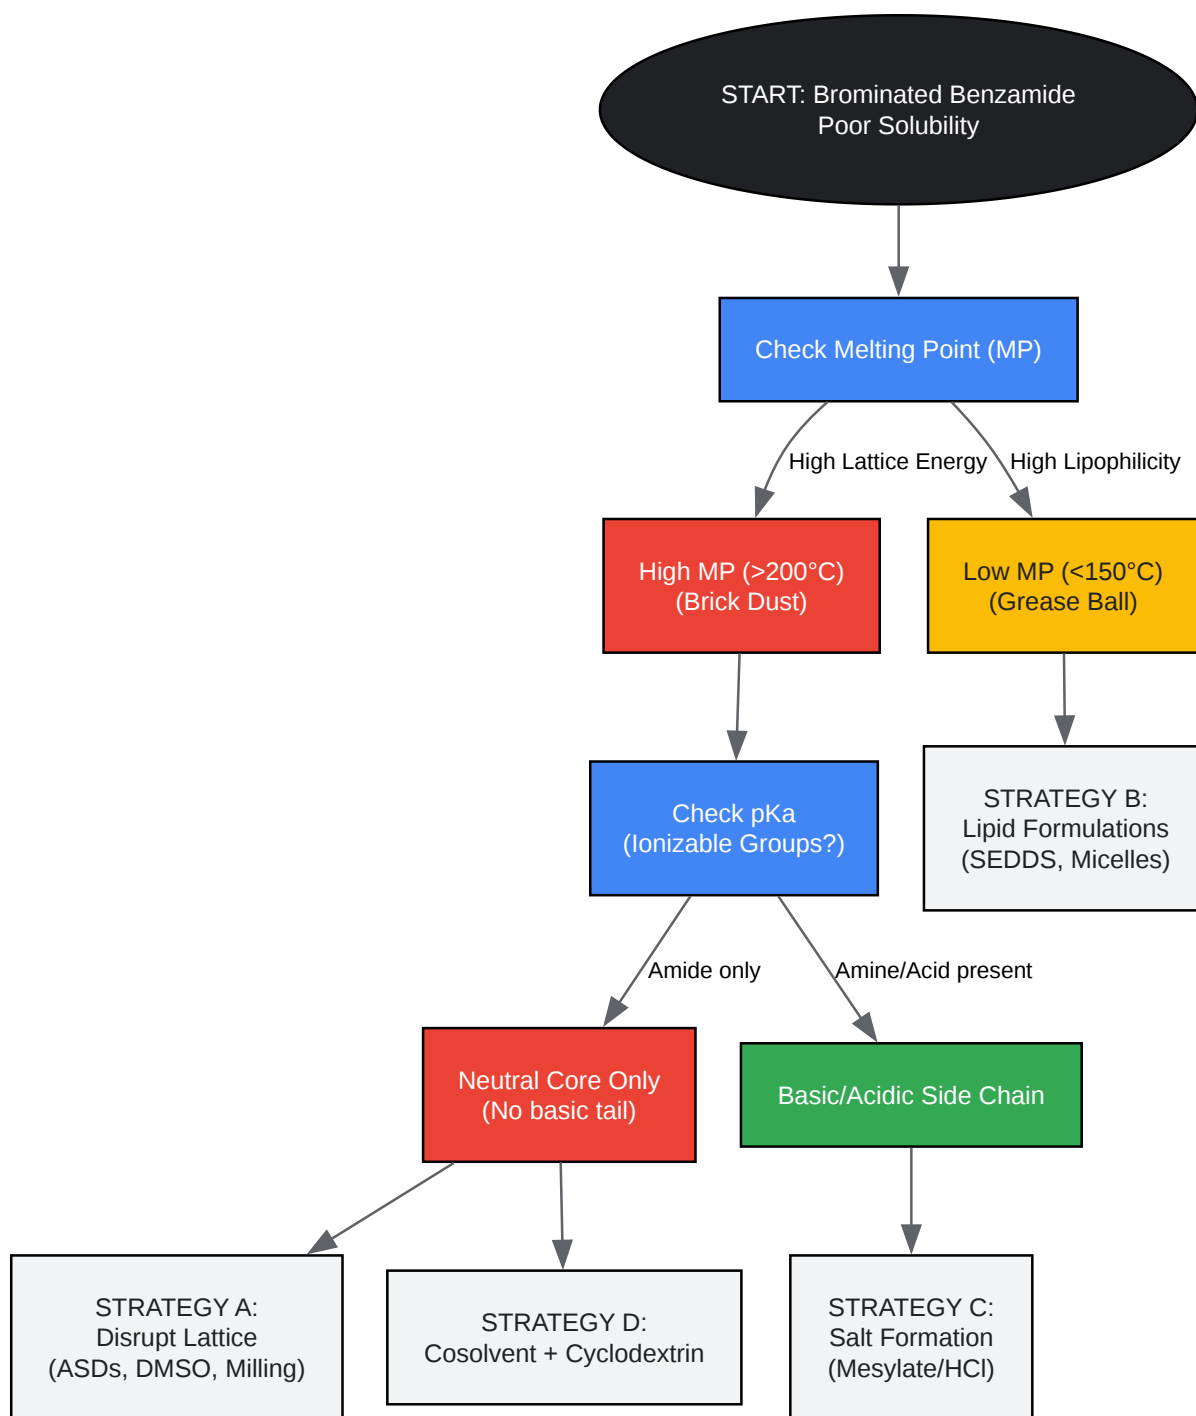 START: Brominated Benzamide
Poor Solubility
Check Melting Point (MP)
High Lattice Energy
High Lipophilicity
High MP (>200°C)
(Brick Dust)
Low MP (<150°C)
(Grease Ball)
Check pKa
(Ionizable Groups?)
STRATEGY B:
Lipid Formulations
(SEDDS, Micelles)
Amide only
Amine/Acid present
Neutral Core Only
(No basic tail)
Basic/Acidic Side Chain
STRATEGY A:
Disrupt Lattice
(ASDs, DMSO, Milling)
STRATEGY D:
Cosolvent + Cyclodextrin
STRATEGY C:
Salt Formation
(Mesylate/HCl)